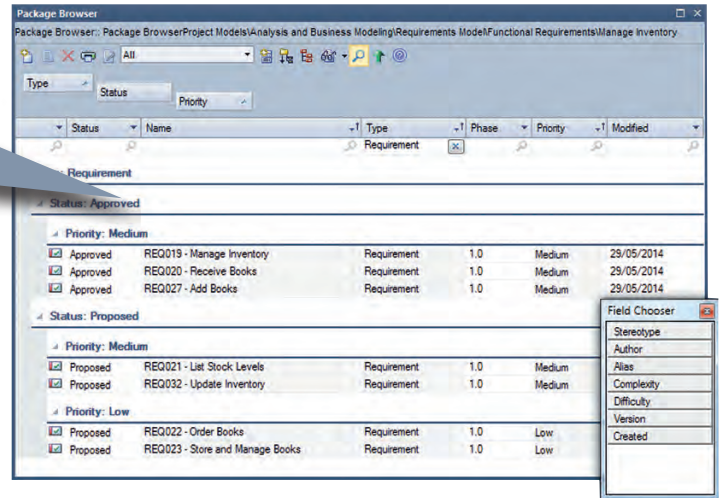 Package Browser
Package Browser:: Package BrowserProject Models\Analysis and Business Modeling\Requirements Model\Functional Requirements\Manage Inventory
All
Type
Status
Priority
Status Name Type Phase Priority Modified
Requirement
: Requirement
Status: Approved
Priority: Medium
Approved REQ019 - Manage Inventory Requirement 1.0 Medium 29/05/2014
Approved REQ020 - Receive Books Requirement 1.0 Medium 29/05/2014
Approved REQ027 - Add Books Requirement 1.0 Medium 29/05/2014
Status: Proposed
Priority: Medium
Proposed REQ021 - List Stock Levels Requirement 1.0 Medium
Proposed REQ032 - Update Inventory Requirement 1.0 Medium
Priority: Low
Proposed REQ022 - Order Books Requirement 1.0 Low
Proposed REQ023 - Store and Manage Books Requirement 1.0 Low
Field Chooser
Stereotype
Author
Alias
Complexity
Difficulty
Version
Created